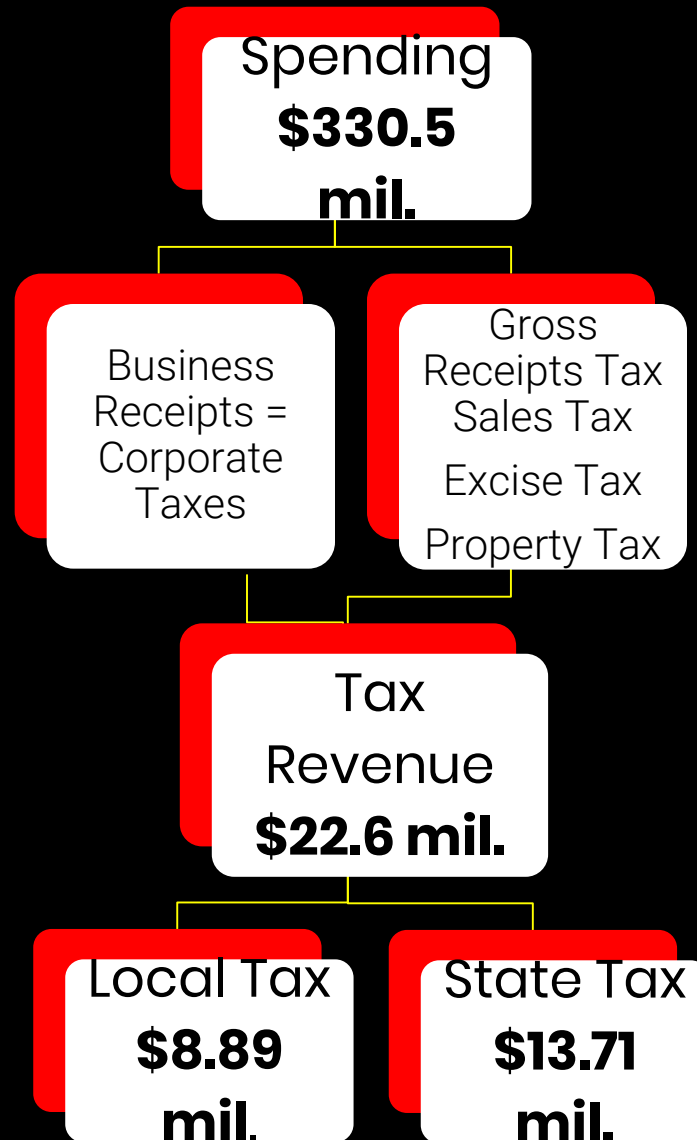 Spending
$330.5
mil.
Business
Receipts =
Corporate
Taxes
Gross
Receipts Tax
Sales Tax
Excise Tax
Property Tax
Tax
Revenue
$22.6 mil.
Local Tax
$8.89
mil.
State Tax
$13.71
mil.